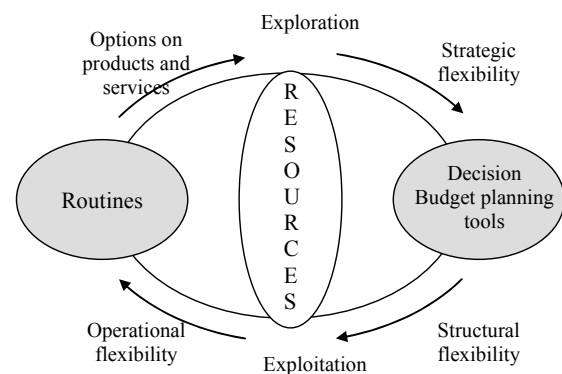 Exploration
Options on
products and
services
Strategic
flexibility
R
E
S
O
U
R
C
E
S
Routines
Decision
Budget planning
tools
Operational
flexibility
Structural
flexibility
Exploitation